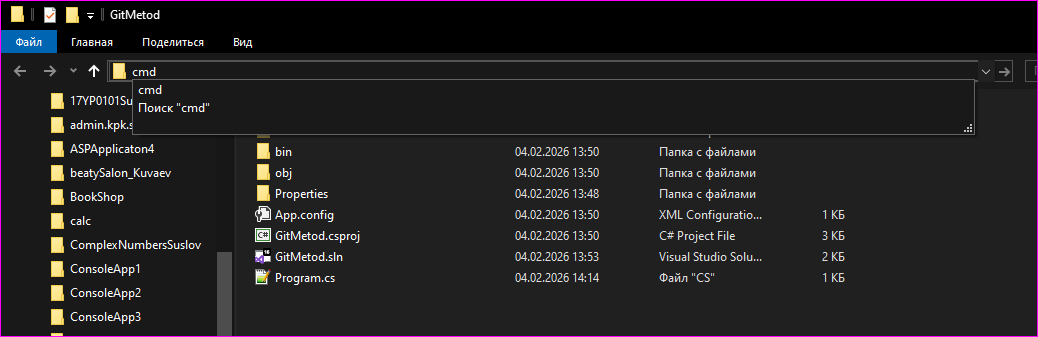 GitMetod
Файл Главная Поделиться Вид
cmd
cmd
Поиск "cmd"
17YP0101Su
admin.kpk.s
ASPApplicaton4
beatySalon_Kuvaev
BookShop
calc
ComplexNumbersSuslov
ConsoleApp1
ConsoleApp2
ConsoleApp3
bin 04.02.2026 13:50 Папка с файлами
obj 04.02.2026 13:50 Папка с файлами
Properties 04.02.2026 13:48 Папка с файлами
App.config 04.02.2026 13:50 XML Configuratio... 1 КБ
GitMetod.csproj 04.02.2026 13:50 C# Project File 3 КБ
GitMetod.sln 04.02.2026 13:53 Visual Studio Solu... 2 КБ
Program.cs 04.02.2026 14:14 Файл "CS" 1 КБ